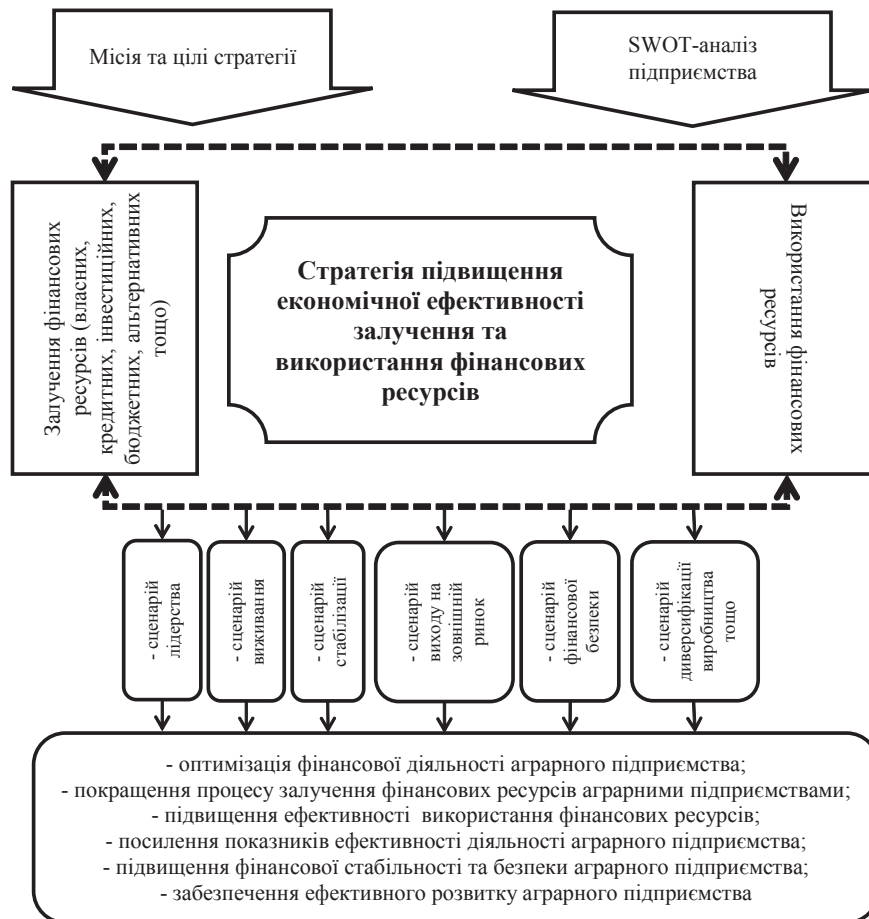 Місія та цілі стратегії
SWOT-аналіз
підприємства
Залучення фінансових
ресурсів (власних,
кредитних, інвестиційних,
бюджетних, альтернативних
тощо)
Стратегія підвищення
економічної ефективності
залучення та
використання фінансових
ресурсів
Використання фінансових
ресурсів
- сценарій
лідерства
- сценарій
виживання
- сценарій
стабілізації
- сценарій
виходу на
зовнішній
ринок
- сценарій
фінансової
безпеки
- сценарій
диверсифікації
виробництва
тощо
- оптимізація фінансової діяльності аграрного підприємства;
- покращення процесу залучення фінансових ресурсів аграрними підприємствами;
- підвищення ефективності використання фінансових ресурсів;
- посилення показників ефективності діяльності аграрного підприємства;
- підвищення фінансової стабільності та безпеки аграрного підприємства;
- забезпечення ефективного розвитку аграрного підприємства